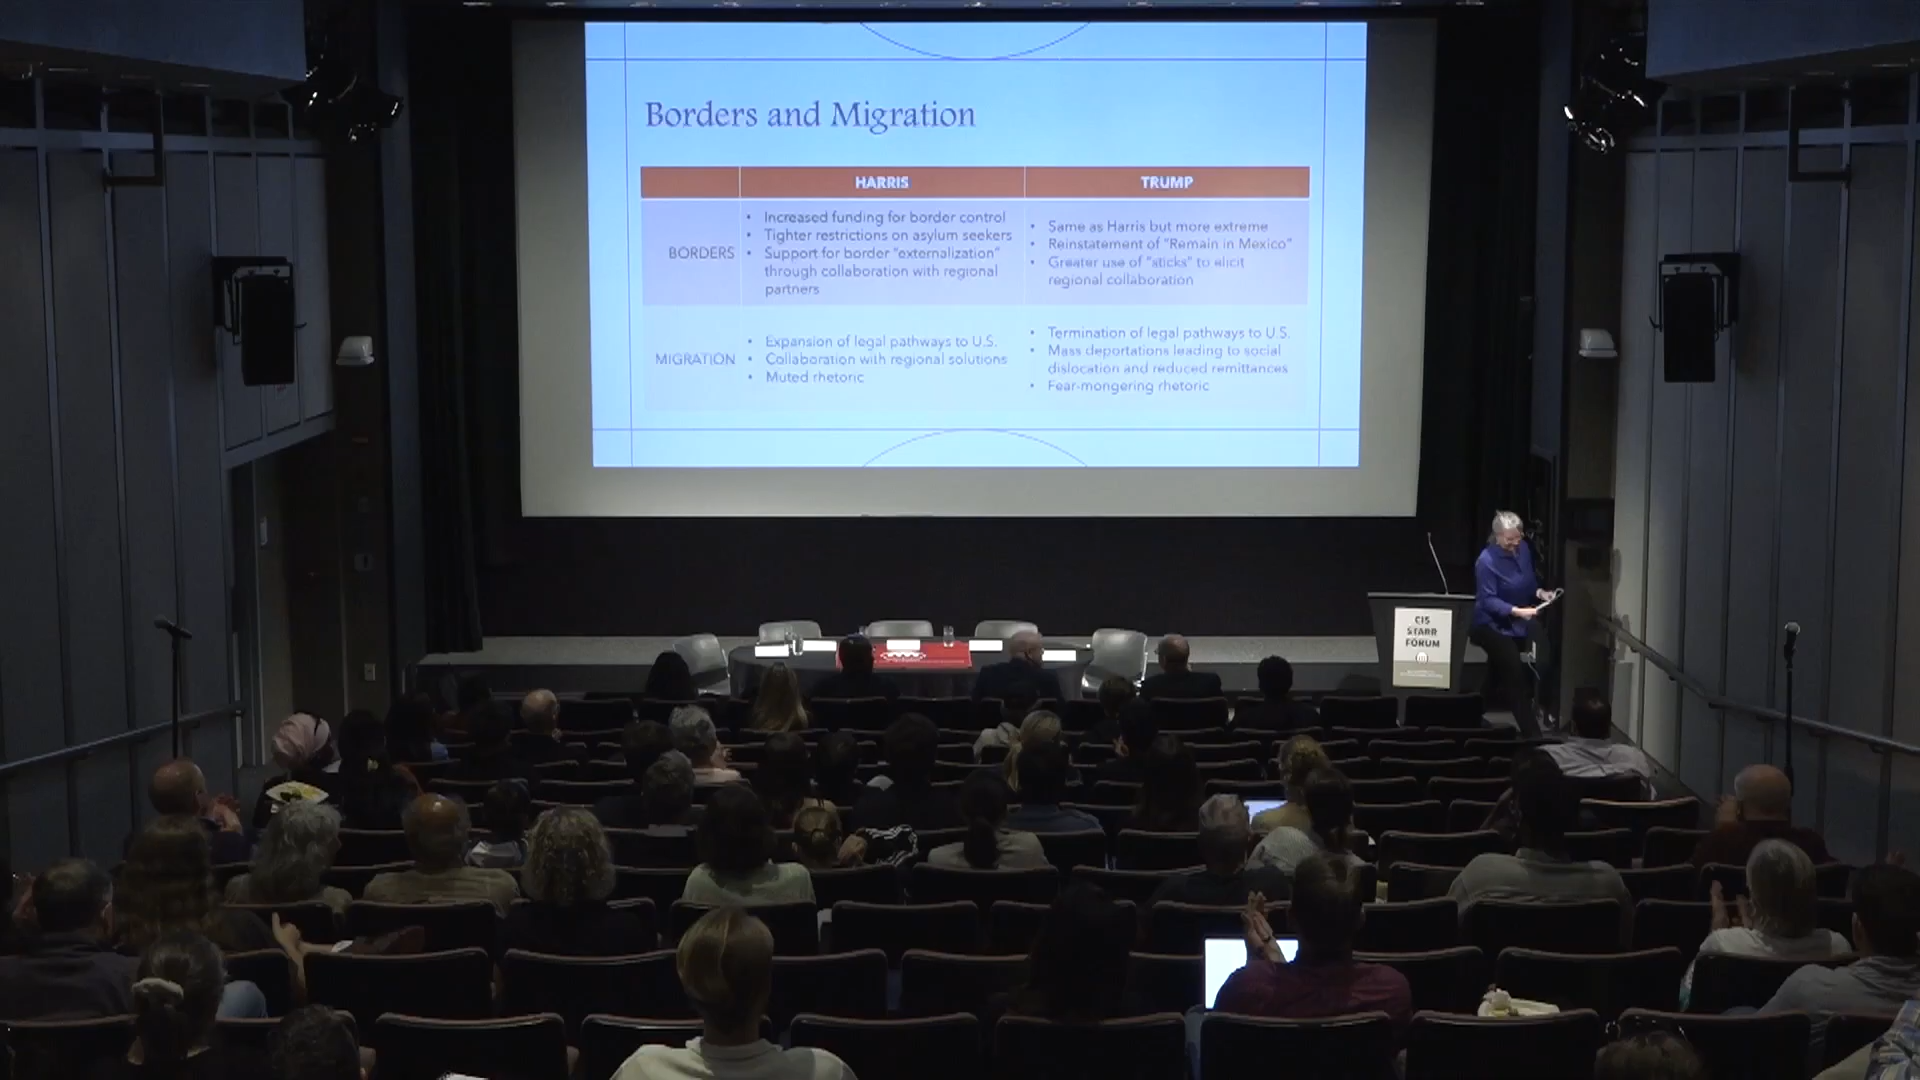 Borders and Migration
HARRIS
TRUMP
BORDERS
• Increased funding for border control
• Tighter restrictions on asylum seekers
• Support for border "externalization"
through collaboration with regional
partners
• Same as Harris but more extreme
• Reinstatement of "Remain in Mexico"
• Greater use of "sticks" to elicit
regional collaboration
MIGRATION
• Expansion of legal pathways to U.S.
• Collaboration with regional solutions
• Muted rhetoric
• Termination of legal pathways to U.S.
• Mass deportations leading to social
dislocation and reduced remittances
• Fear-mongering rhetoric
CIS
STARR
FORUM